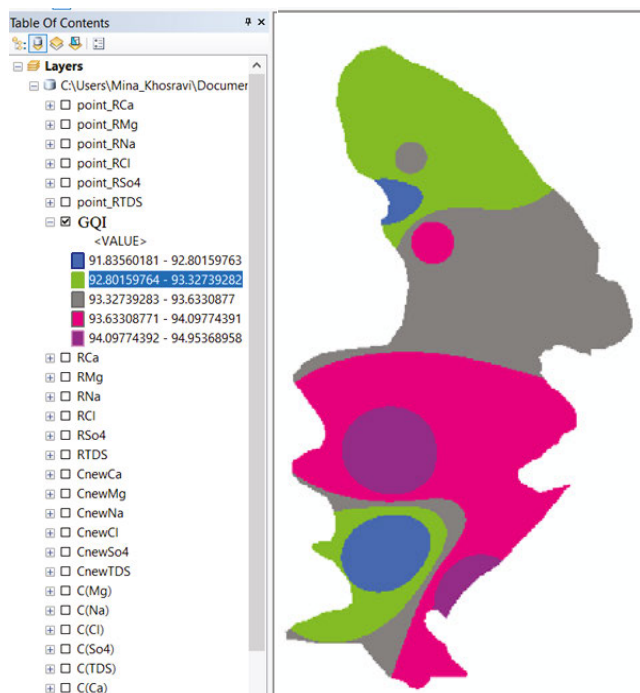 Table Of Contents
Layers
C:\Users\Mina_Khosravi\Documer
point_RCa
point_RMg
point_RNa
point_RCl
point_RSo4
point_RTDS
GQI
<VALUE>
91.83560181 - 92.80159763
92.80159764 - 93.32739282
93.32739283 - 93.6330877
93.63308771 - 94.09774391
94.09774392 - 94.95368958
RCa
RMg
RNa
RCl
RSo4
RTDS
CnewCa
CnewMg
CnewNa
CnewCl
CnewSo4
CnewTDS
C(Mg)
C(Na)
C(Cl)
C(So4)
C(TDS)
C(Ca)